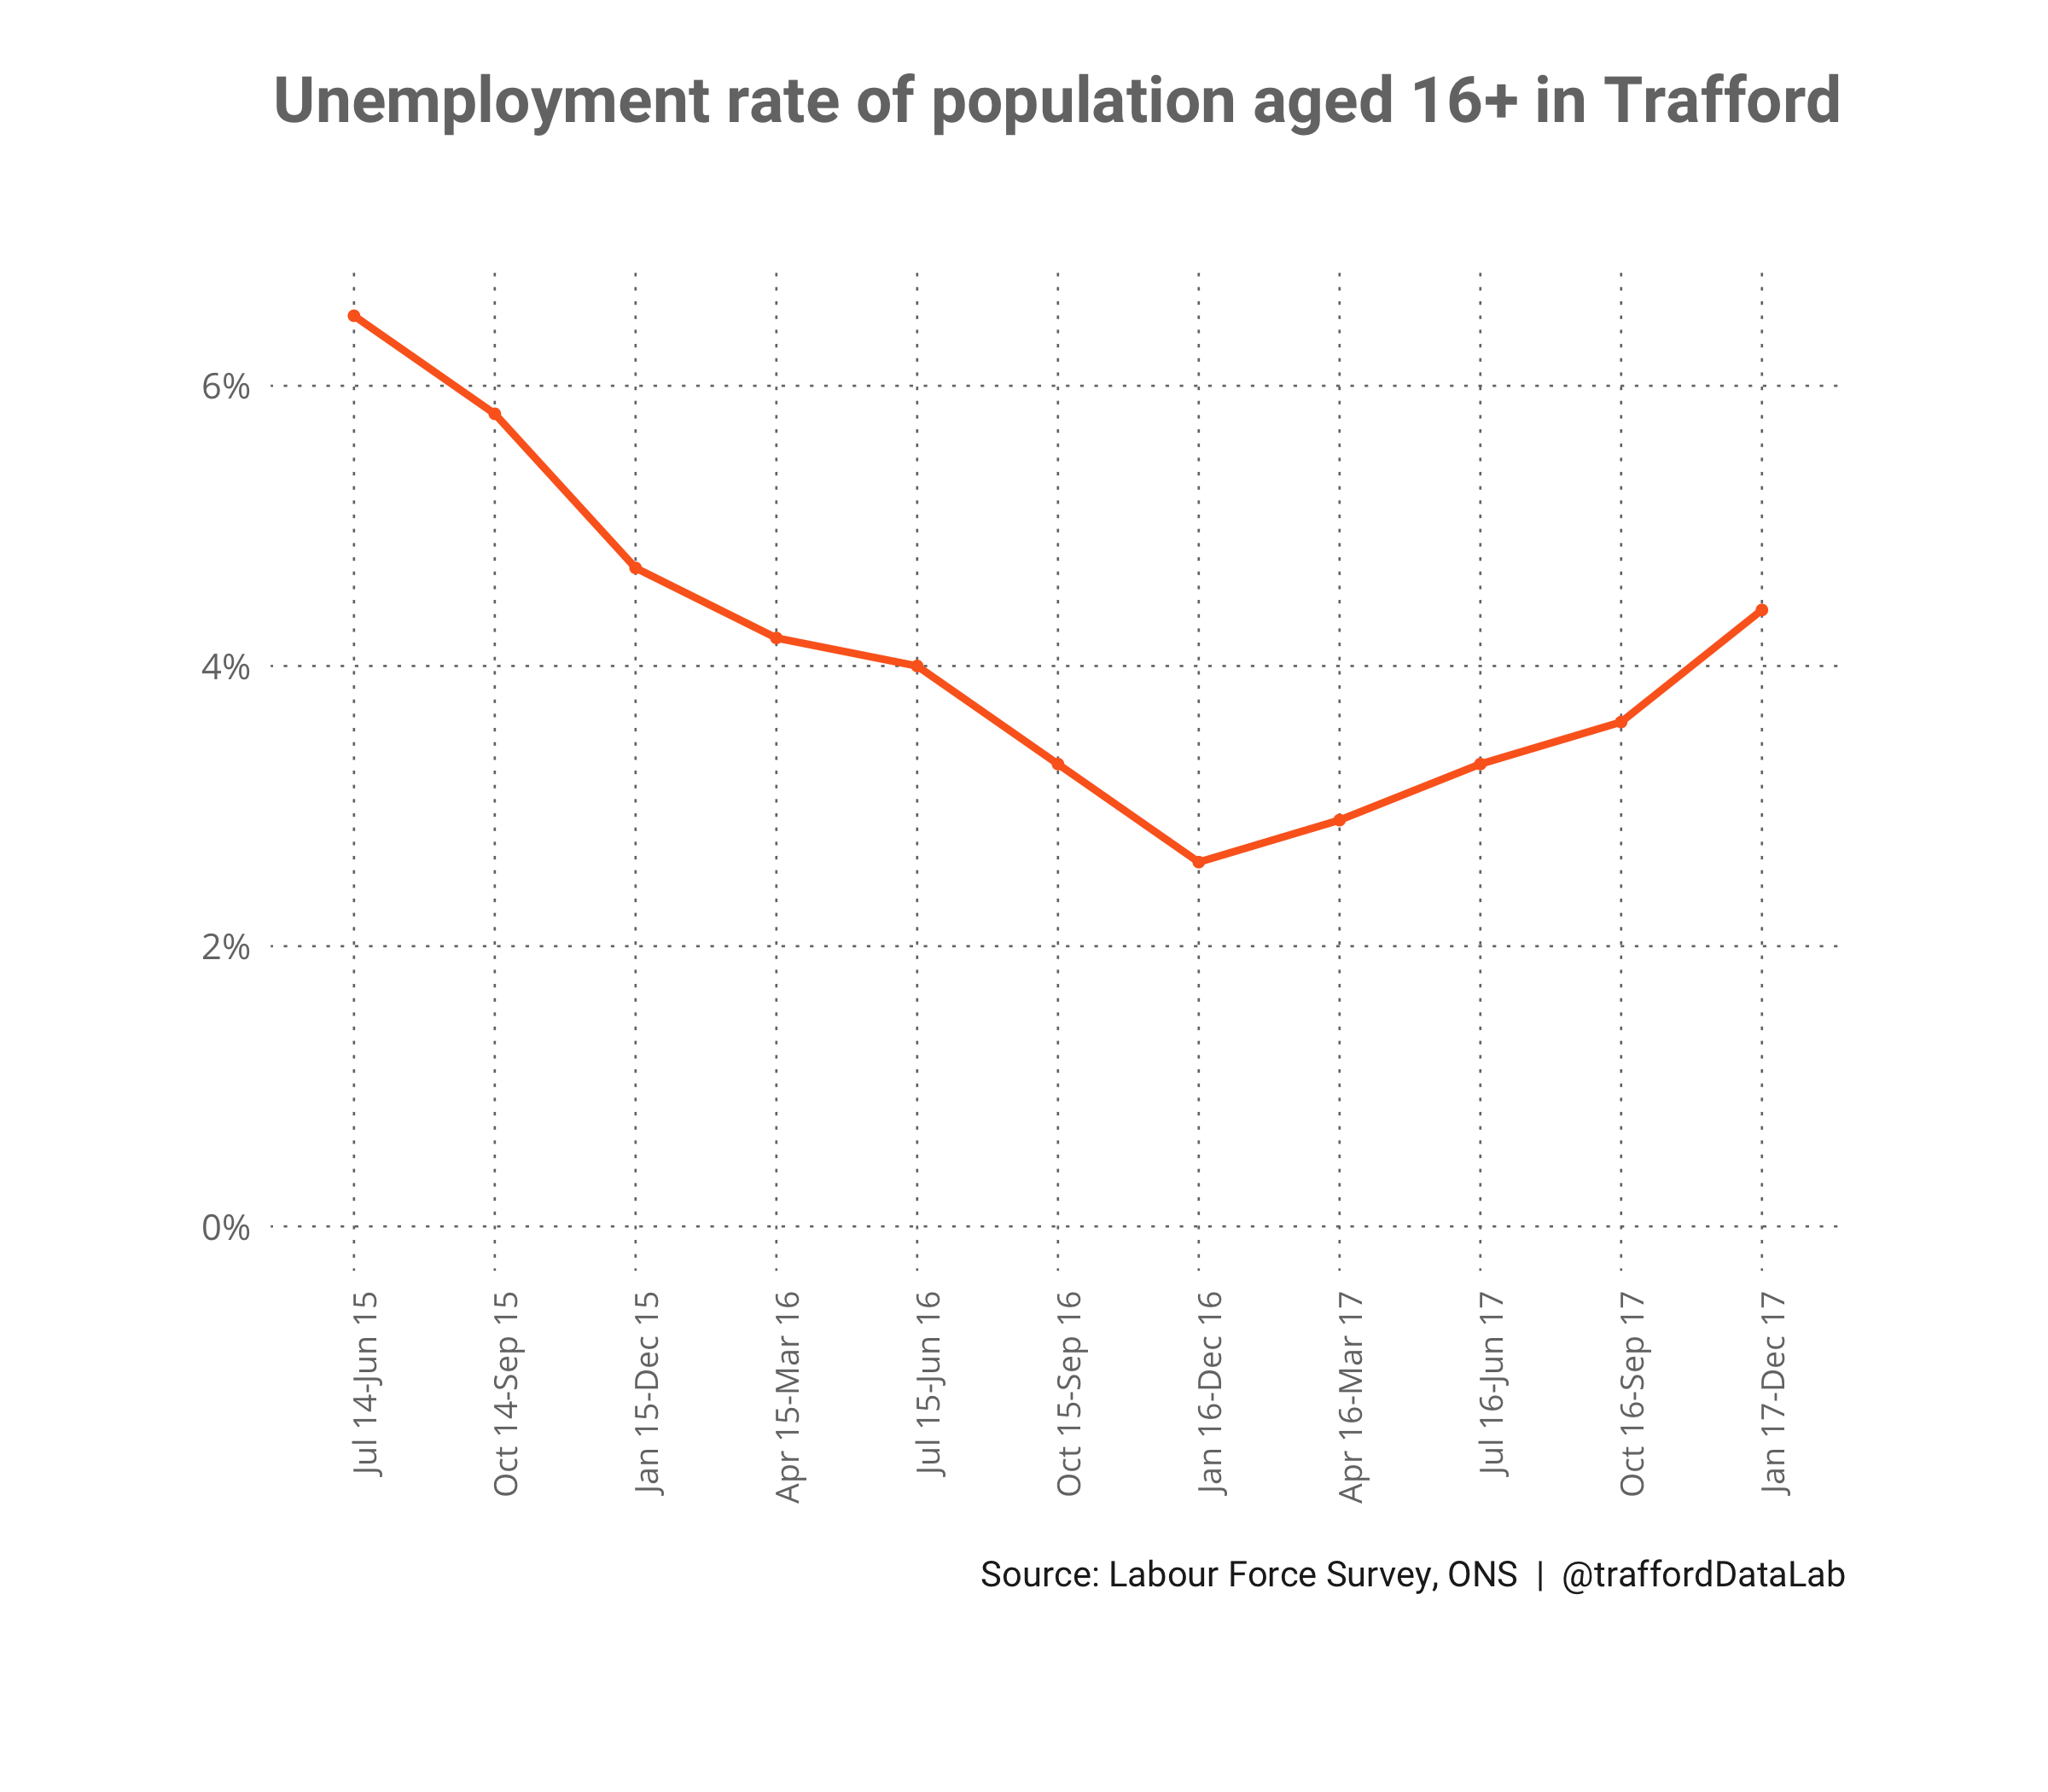 Unemployment rate of population aged 16+ in Trafford
6%
4%
2%
0%
Jul 14-Jun 15
Oct 14-Sep 15
Jan 15-Dec 15
Apr 15-Mar 16
Jul 15-Jun 16
Oct 15-Sep 16
Jan 16-Dec 16
Apr 16-Mar 17
Jul 16-Jun 17
Oct 16-Sep 17
Jan 17-Dec 17
Source: Labour Force Survey, ONS | @traffordDataLab